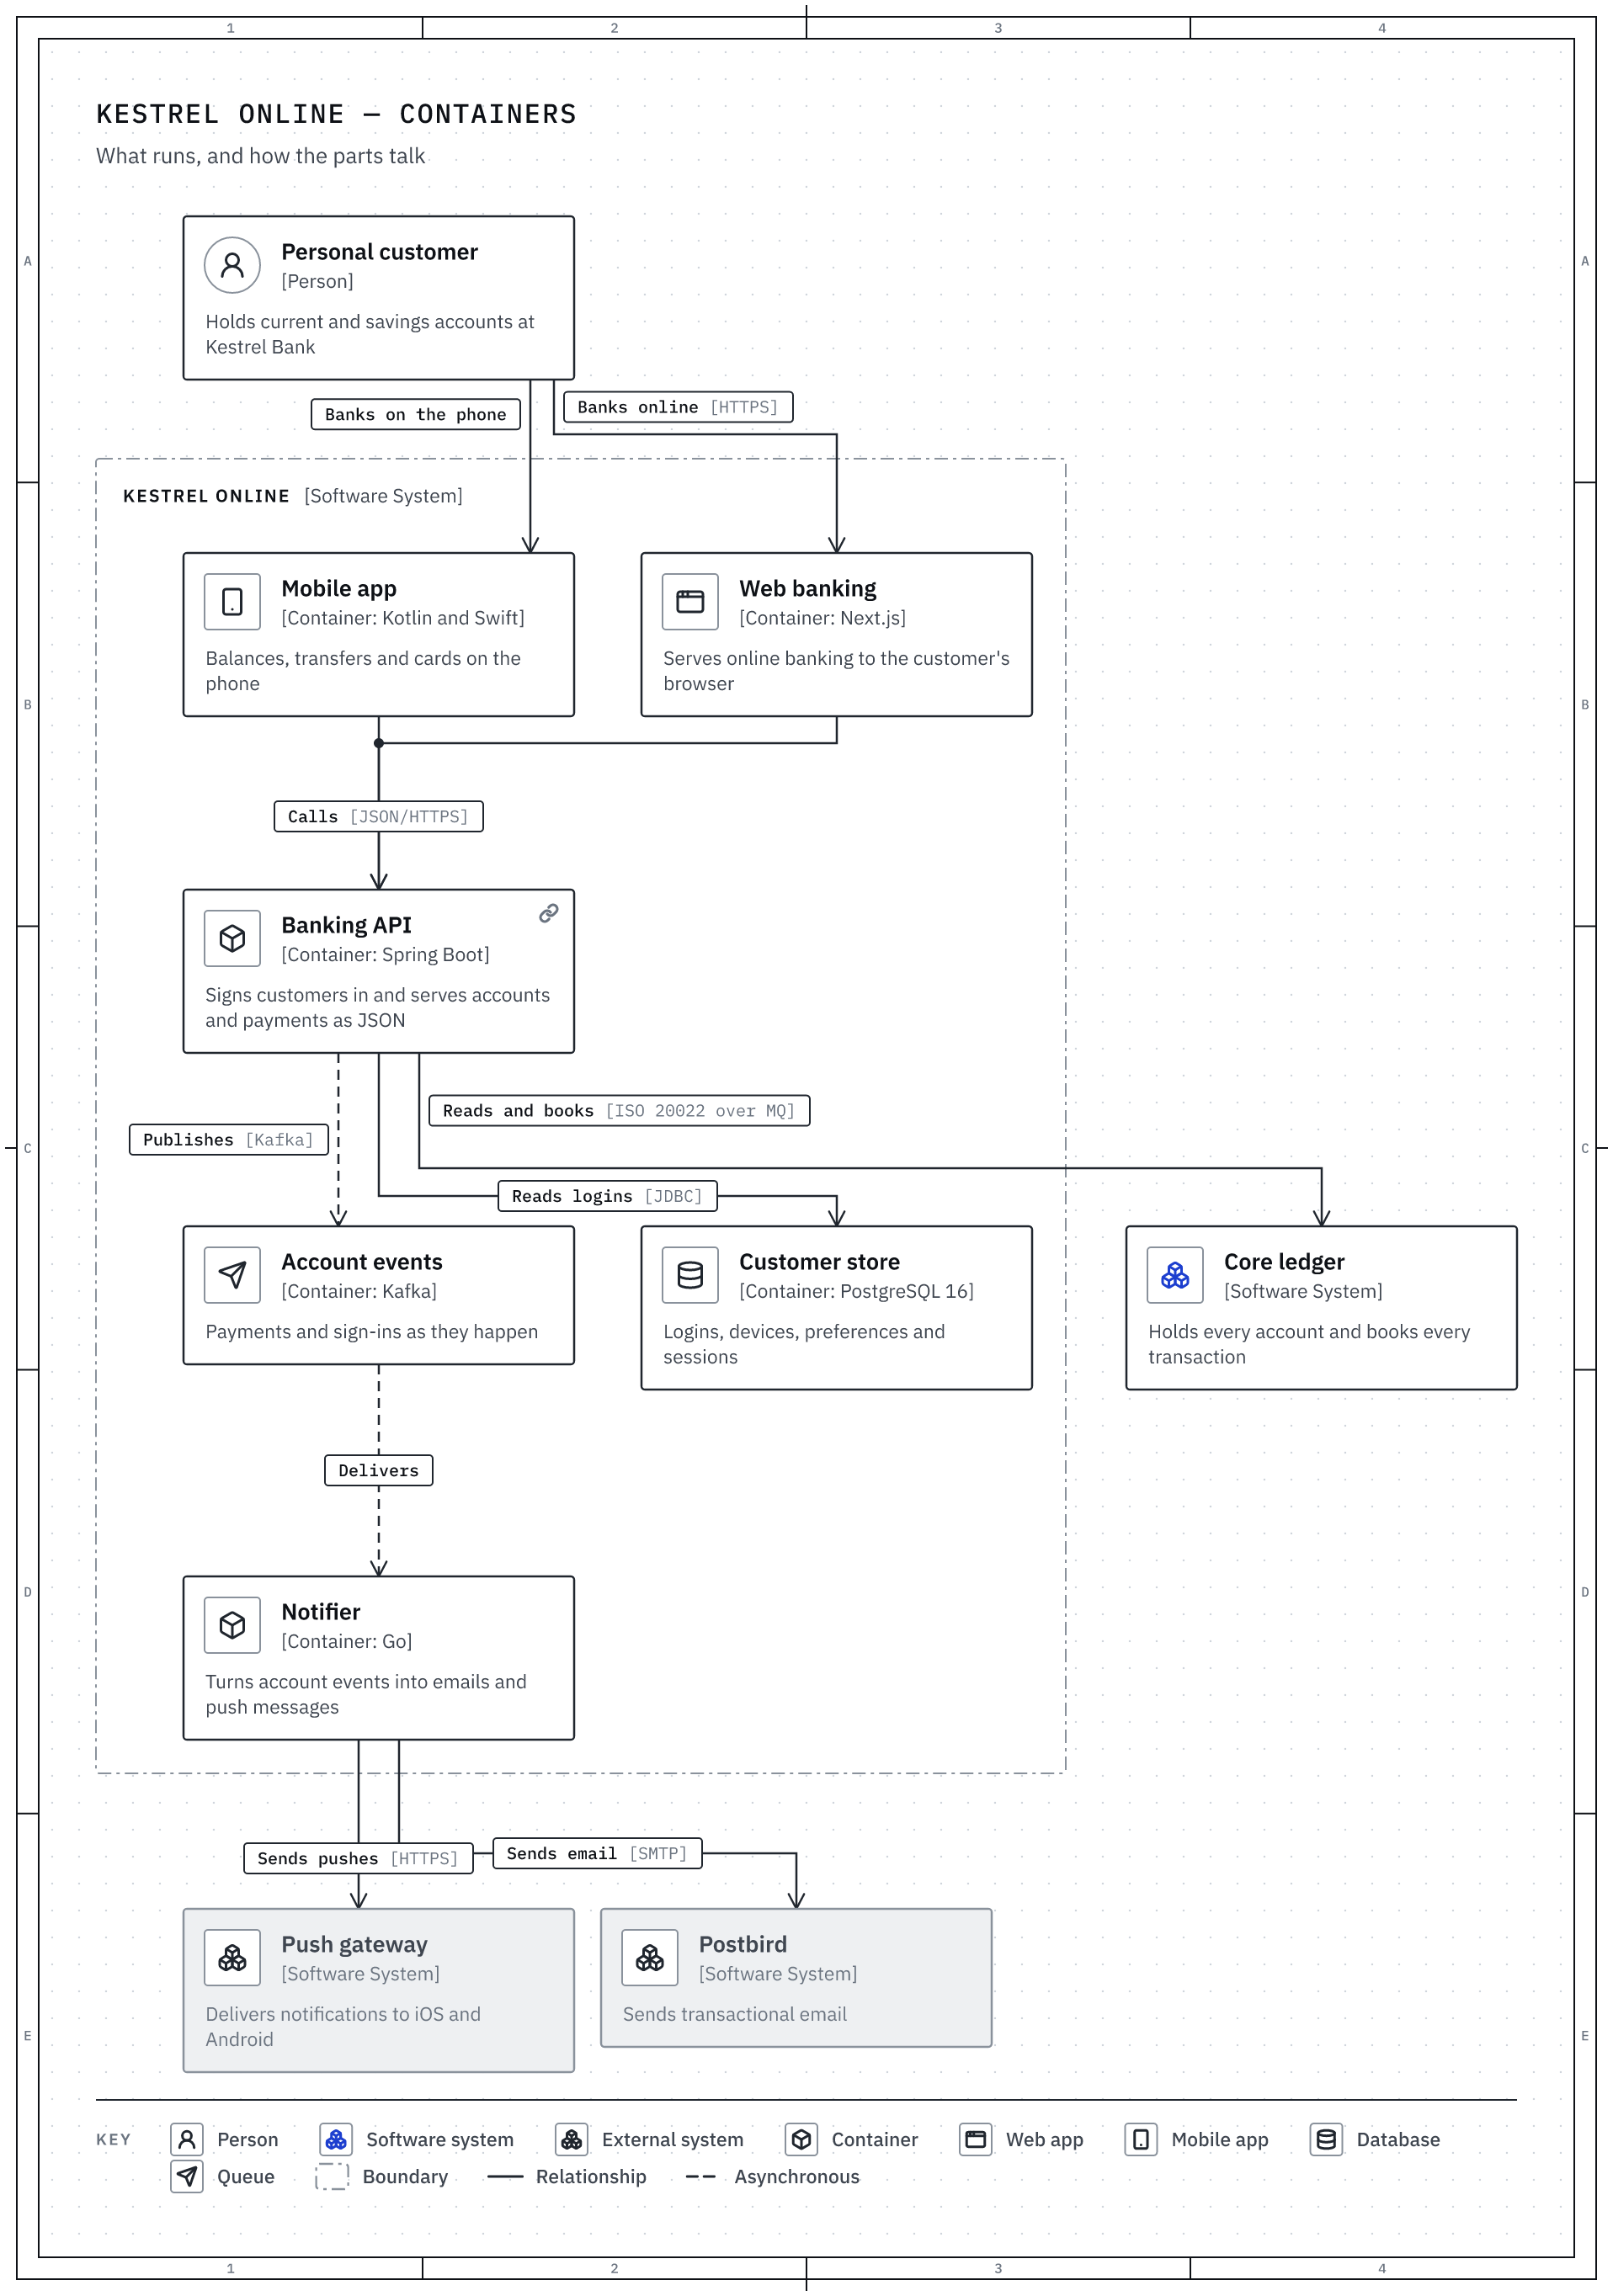 1 2 3 4
KESTREL ONLINE — CONTAINERS
What runs, and how the parts talk
A A
Personal customer
[Person]
Holds current and savings accounts at
Kestrel Bank
Banks on the phone
Banks online [HTTPS]
KESTREL ONLINE [Software System]
Mobile app
[Container: Kotlin and Swift]
Balances, transfers and cards on the
phone
Web banking
[Container: Next.js]
Serves online banking to the customer's
browser
B B
Calls [JSON/HTTPS]
Banking API
[Container: Spring Boot]
Signs customers in and serves accounts
and payments as JSON
Reads and books [ISO 20022 over MQ]
Publishes [Kafka]
C C
Reads logins [JDBC]
Account events
[Container: Kafka]
Payments and sign-ins as they happen
Customer store
[Container: PostgreSQL 16]
Logins, devices, preferences and
sessions
Core ledger
[Software System]
Holds every account and books every
transaction
Delivers
D D
Notifier
[Container: Go]
Turns account events into emails and
push messages
Sends pushes [HTTPS]
Sends email [SMTP]
Push gateway
[Software System]
Delivers notifications to iOS and
Android
Postbird
[Software System]
Sends transactional email
E E
KEY Person Software system External system Container Web app Mobile app Database
Queue Boundary Relationship Asynchronous
1 2 3 4